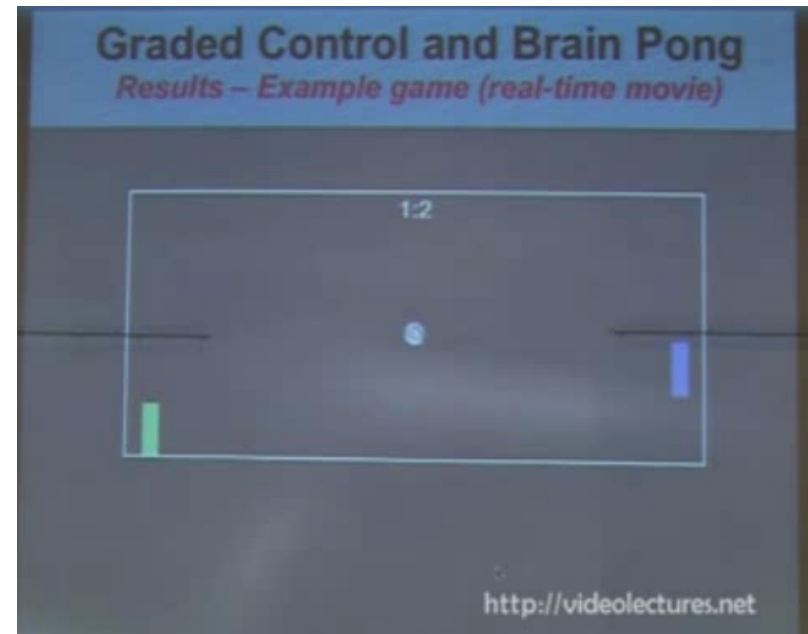 Graded Control and Brain Pong
Results – Example game (real-time movie)
1:2
http://videolectures.net